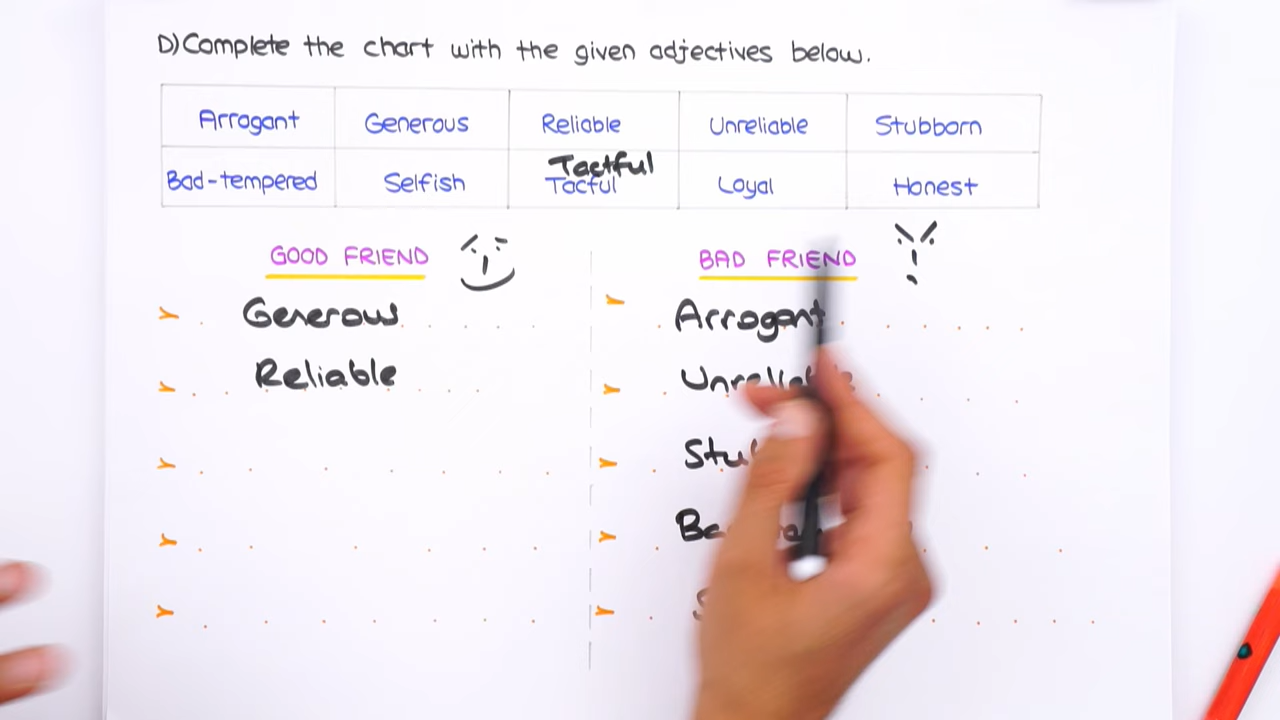 D) Complete the chart with the given adjectives below.
Arrogant Generous Reliable Unreliable Stubborn
Tactful
Bad-tempered Selfish Tacful Loyal Honest
GOOD FRIEND BAD FRIEND
Generous Arrogant
Reliable